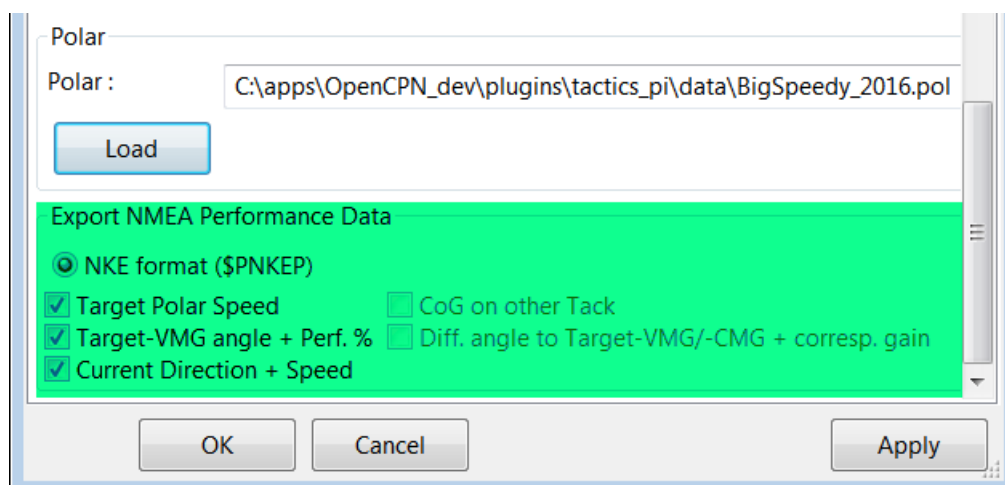 Polar
Polar : C:\apps\OpenCPN_dev\plugins\tactics_pi\data\BigSpeedy_2016.pol
Load
Export NMEA Performance Data
NKE format ($PNKEP)
Target Polar Speed CoG on other Tack
Target-VMG angle + Perf. % Diff. angle to Target-VMG/-CMG + corresp. gain
Current Direction + Speed
OK Cancel Apply